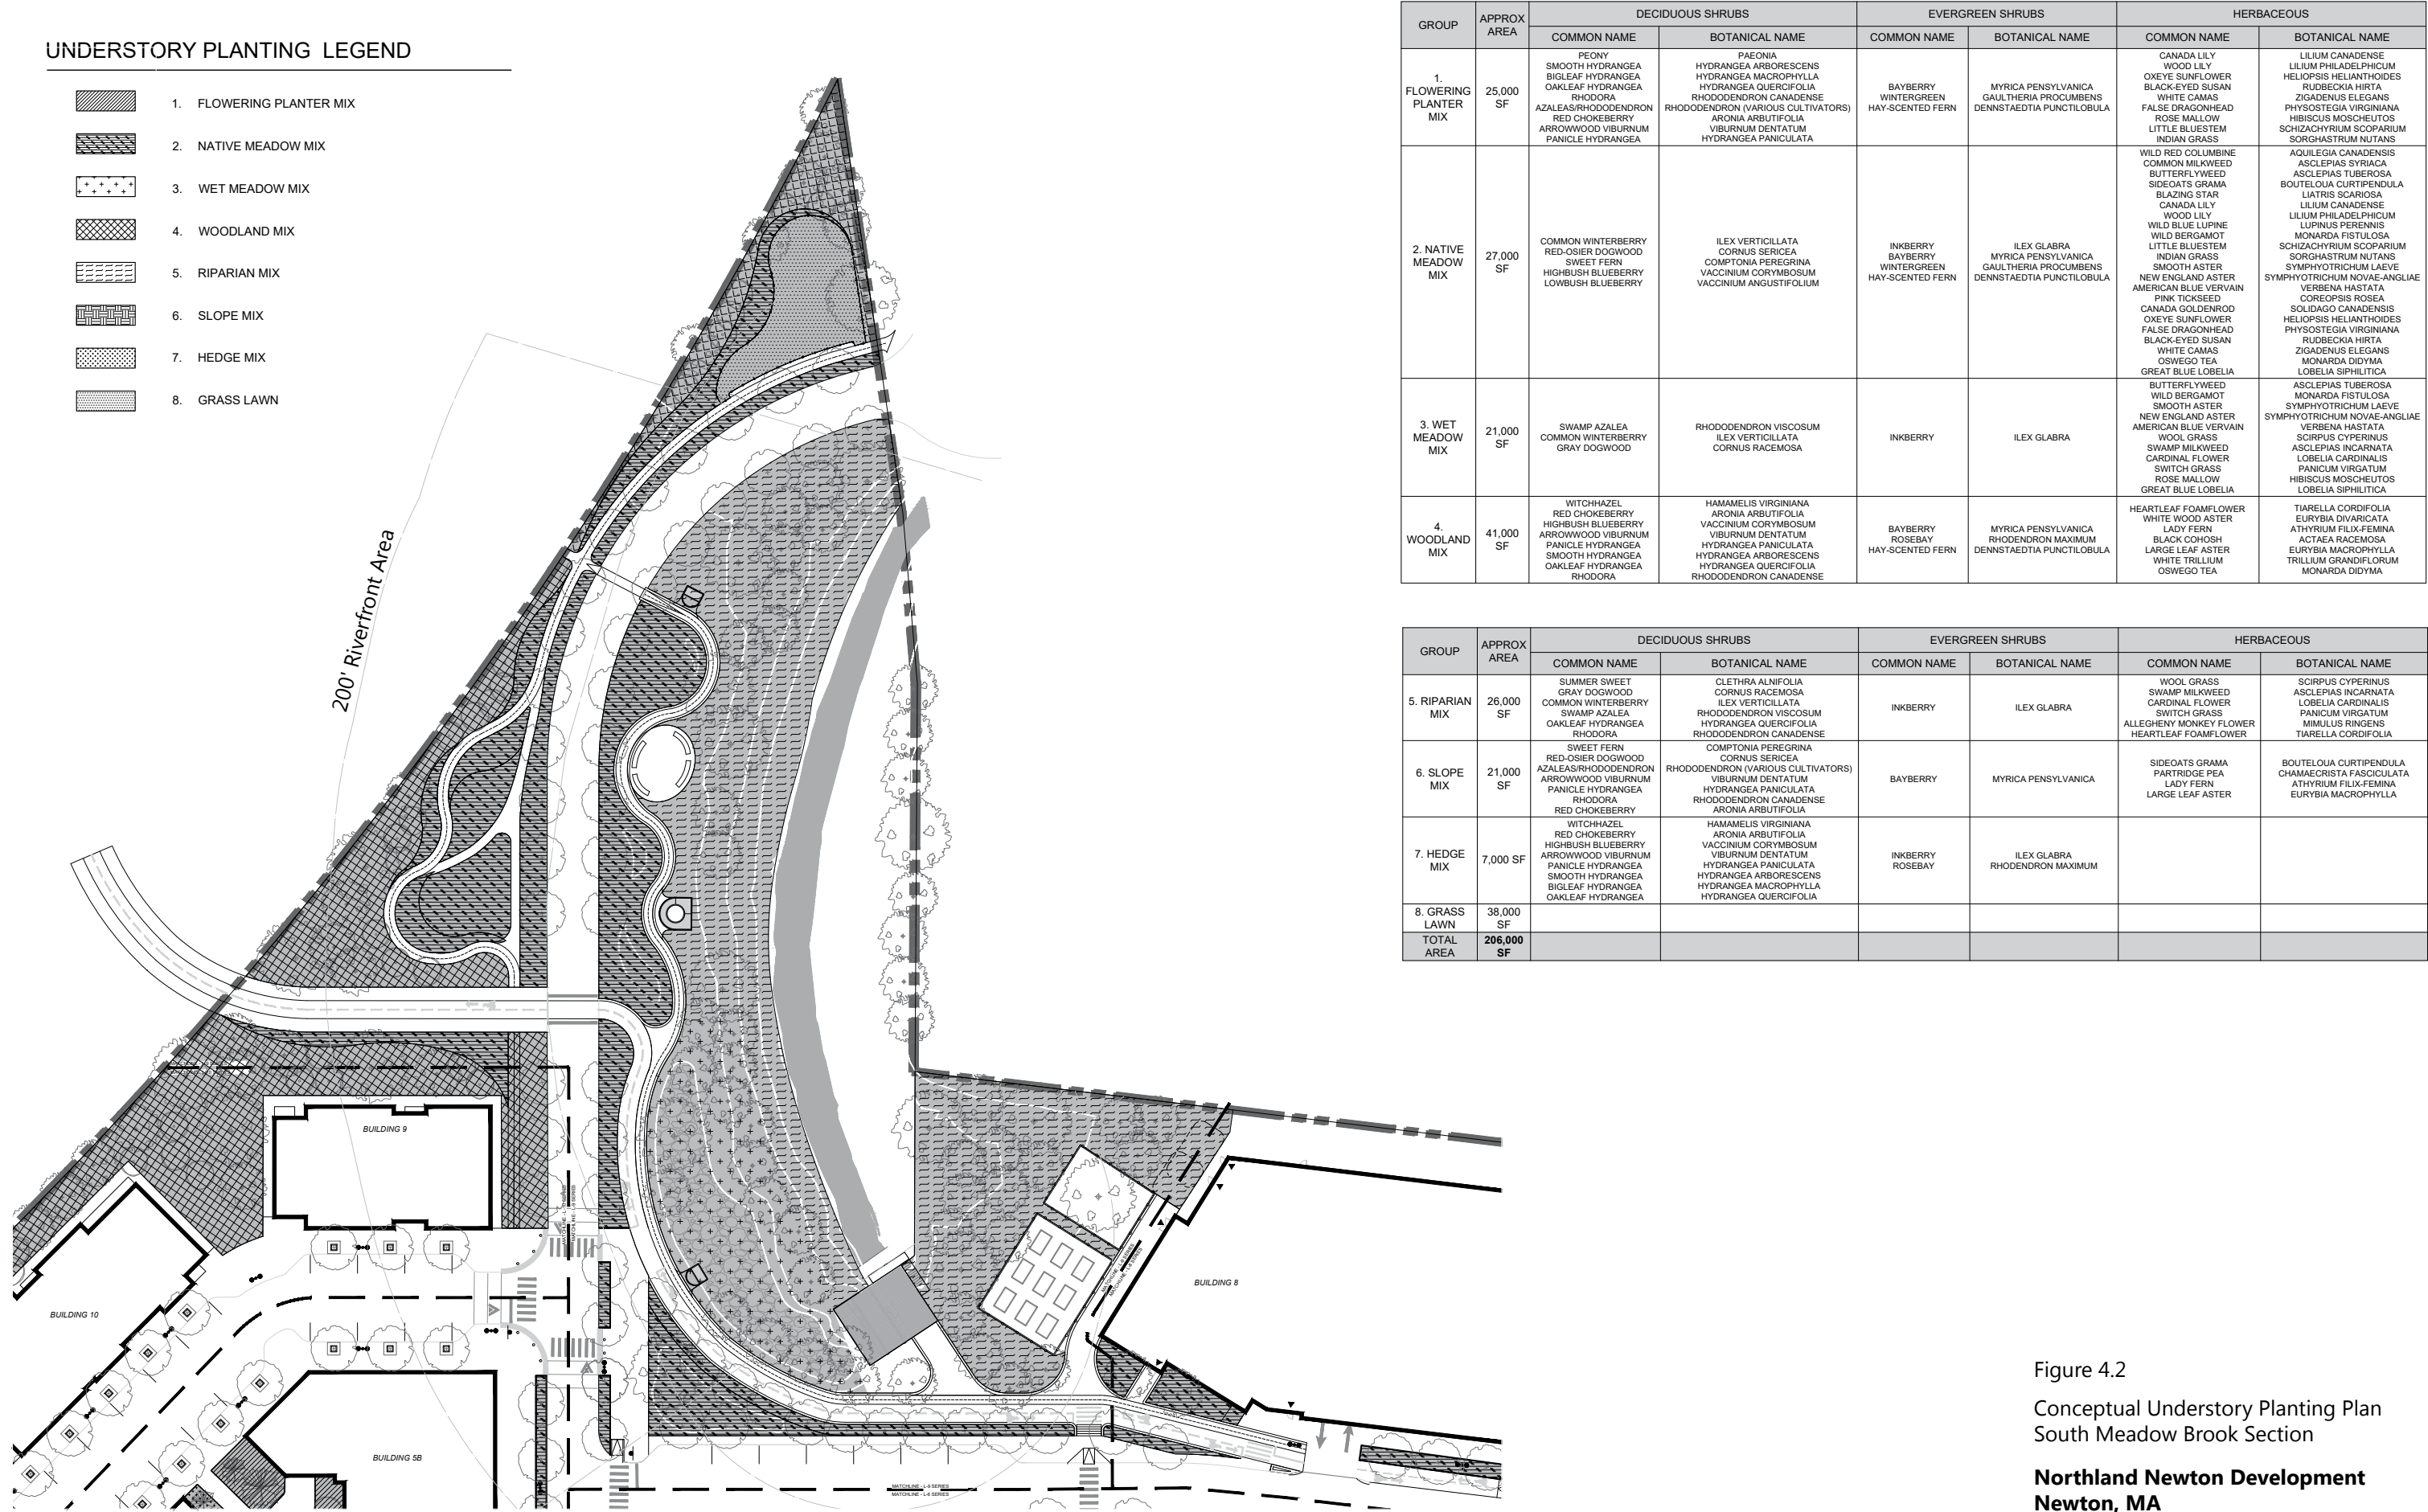 UNDERSTORY PLANTING LEGEND
1. FLOWERING PLANTER MIX
2. NATIVE MEADOW MIX
3. WET MEADOW MIX
4. WOODLAND MIX
5. RIPARIAN MIX
6. SLOPE MIX
7. HEDGE MIX
8. GRASS LAWN
200' Riverfront Area
BUILDING 9
BUILDING 10
BUILDING 5B
BUILDING 8
MATCHLINE - L-9 SERIES
MATCHLINE - L-6 SERIES
GROUP
APPROX AREA
DECIDUOUS SHRUBS
EVERGREEN SHRUBS
HERBACEOUS
COMMON NAME
BOTANICAL NAME
COMMON NAME
BOTANICAL NAME
COMMON NAME
BOTANICAL NAME
1.
FLOWERING
PLANTER
MIX
25,000
SF
PEONY
SMOOTH HYDRANGEA
BIGLEAF HYDRANGEA
OAKLEAF HYDRANGEA
RHODORA
AZALEAS/RHODODENDRON
RED CHOKEBERRY
ARROWWOOD VIBURNUM
PANICLE HYDRANGEA
PAEONIA
HYDRANGEA ARBORESCENS
HYDRANGEA MACROPHYLLA
HYDRANGEA QUERCIFOLIA
RHODODENDRON CANADENSE
RHODODENDRON (VARIOUS CULTIVATORS)
ARONIA ARBUTIFOLIA
VIBURNUM DENTATUM
HYDRANGEA PANICULATA
BAYBERRY
WINTERGREEN
HAY-SCENTED FERN
MYRICA PENSYLVANICA
GAULTHERIA PROCUMBENS
DENNSTAEDTIA PUNCTILOBULA
CANADA LILY
WOOD LILY
OXEYE SUNFLOWER
BLACK-EYED SUSAN
WHITE CAMAS
FALSE DRAGONHEAD
ROSE MALLOW
LITTLE BLUESTEM
INDIAN GRASS
LILIUM CANADENSE
LILIUM PHILADELPHICUM
HELIOPSIS HELIANTHOIDES
RUDBECKIA HIRTA
ZIGADENUS ELEGANS
PHYSOSTEGIA VIRGINIANA
HIBISCUS MOSCHEUTOS
SCHIZACHYRIUM SCOPARIUM
SORGHASTRUM NUTANS
2. NATIVE
MEADOW
MIX
27,000
SF
COMMON WINTERBERRY
RED-OSIER DOGWOOD
SWEET FERN
HIGHBUSH BLUEBERRY
LOWBUSH BLUEBERRY
ILEX VERTICILLATA
CORNUS SERICEA
COMPTONIA PEREGRINA
VACCINIUM CORYMBOSUM
VACCINIUM ANGUSTIFOLIUM
INKBERRY
BAYBERRY
WINTERGREEN
HAY-SCENTED FERN
ILEX GLABRA
MYRICA PENSYLVANICA
GAULTHERIA PROCUMBENS
DENNSTAEDTIA PUNCTILOBULA
WILD RED COLUMBINE
COMMON MILKWEED
BUTTERFLYWEED
SIDEOATS GRAMA
BLAZING STAR
CANADA LILY
WOOD LILY
WILD BLUE LUPINE
WILD BERGAMOT
LITTLE BLUESTEM
INDIAN GRASS
SMOOTH ASTER
NEW ENGLAND ASTER
AMERICAN BLUE VERVAIN
PINK TICKSEED
CANADA GOLDENROD
OXEYE SUNFLOWER
FALSE DRAGONHEAD
BLACK-EYED SUSAN
WHITE CAMAS
OSWEGO TEA
GREAT BLUE LOBELIA
AQUILEGIA CANADENSIS
ASCLEPIAS SYRIACA
ASCLEPIAS TUBEROSA
BOUTELOUA CURTIPENDULA
LIATRIS SCARIOSA
LILIUM CANADENSE
LILIUM PHILADELPHICUM
LUPINUS PERENNIS
MONARDA FISTULOSA
SCHIZACHYRIUM SCOPARIUM
SORGHASTRUM NUTANS
SYMPHYOTRICHUM LAEVE
SYMPHYOTRICHUM NOVAE-ANGLIAE
VERBENA HASTATA
COREOPSIS ROSEA
SOLIDAGO CANADENSIS
HELIOPSIS HELIANTHOIDES
PHYSOSTEGIA VIRGINIANA
RUDBECKIA HIRTA
ZIGADENUS ELEGANS
MONARDA DIDYMA
LOBELIA SIPHILITICA
3. WET
MEADOW
MIX
21,000
SF
SWAMP AZALEA
COMMON WINTERBERRY
GRAY DOGWOOD
RHODODENDRON VISCOSUM
ILEX VERTICILLATA
CORNUS RACEMOSA
INKBERRY
ILEX GLABRA
BUTTERFLYWEED
WILD BERGAMOT
SMOOTH ASTER
NEW ENGLAND ASTER
AMERICAN BLUE VERVAIN
WOOL GRASS
SWAMP MILKWEED
CARDINAL FLOWER
SWITCH GRASS
ROSE MALLOW
GREAT BLUE LOBELIA
ASCLEPIAS TUBEROSA
MONARDA FISTULOSA
SYMPHYOTRICHUM LAEVE
SYMPHYOTRICHUM NOVAE-ANGLIAE
VERBENA HASTATA
SCIRPUS CYPERINUS
ASCLEPIAS INCARNATA
LOBELIA CARDINALIS
PANICUM VIRGATUM
HIBISCUS MOSCHEUTOS
LOBELIA SIPHILITICA
4.
WOODLAND
MIX
41,000
SF
WITCHHAZEL
RED CHOKEBERRY
HIGHBUSH BLUEBERRY
ARROWWOOD VIBURNUM
PANICLE HYDRANGEA
SMOOTH HYDRANGEA
OAKLEAF HYDRANGEA
RHODORA
HAMAMELIS VIRGINIANA
ARONIA ARBUTIFOLIA
VACCINIUM CORYMBOSUM
VIBURNUM DENTATUM
HYDRANGEA PANICULATA
HYDRANGEA ARBORESCENS
HYDRANGEA QUERCIFOLIA
RHODODENDRON CANADENSE
BAYBERRY
ROSEBAY
HAY-SCENTED FERN
MYRICA PENSYLVANICA
RHODENDRON MAXIMUM
DENNSTAEDTIA PUNCTILOBULA
HEARTLEAF FOAMFLOWER
WHITE WOOD ASTER
LADY FERN
BLACK COHOSH
LARGE LEAF ASTER
WHITE TRILLIUM
OSWEGO TEA
TIARELLA CORDIFOLIA
EURYBIA DIVARICATA
ATHYRIUM FILIX-FEMINA
ACTAEA RACEMOSA
EURYBIA MACROPHYLLA
TRILLIUM GRANDIFLORUM
MONARDA DIDYMA
GROUP
APPROX AREA
DECIDUOUS SHRUBS
EVERGREEN SHRUBS
HERBACEOUS
COMMON NAME
BOTANICAL NAME
COMMON NAME
BOTANICAL NAME
COMMON NAME
BOTANICAL NAME
5. RIPARIAN
MIX
26,000
SF
SUMMER SWEET
GRAY DOGWOOD
COMMON WINTERBERRY
SWAMP AZALEA
OAKLEAF HYDRANGEA
RHODORA
CLETHRA ALNIFOLIA
CORNUS RACEMOSA
ILEX VERTICILLATA
RHODODENDRON VISCOSUM
HYDRANGEA QUERCIFOLIA
RHODODENDRON CANADENSE
INKBERRY
ILEX GLABRA
WOOL GRASS
SWAMP MILKWEED
CARDINAL FLOWER
SWITCH GRASS
ALLEGHENY MONKEY FLOWER
HEARTLEAF FOAMFLOWER
SCIRPUS CYPERINUS
ASCLEPIAS INCARNATA
LOBELIA CARDINALIS
PANICUM VIRGATUM
MIMULUS RINGENS
TIARELLA CORDIFOLIA
6. SLOPE
MIX
21,000
SF
SWEET FERN
RED-OSIER DOGWOOD
AZALEAS/RHODODENDRON
ARROWWOOD VIBURNUM
PANICLE HYDRANGEA
RHODORA
RED CHOKEBERRY
COMPTONIA PEREGRINA
CORNUS SERICEA
RHODODENDRON (VARIOUS CULTIVATORS)
VIBURNUM DENTATUM
HYDRANGEA PANICULATA
RHODODENDRON CANADENSE
ARONIA ARBUTIFOLIA
BAYBERRY
MYRICA PENSYLVANICA
SIDEOATS GRAMA
PARTRIDGE PEA
LADY FERN
LARGE LEAF ASTER
BOUTELOUA CURTIPENDULA
CHAMAECRISTA FASCICULATA
ATHYRIUM FILIX-FEMINA
EURYBIA MACROPHYLLA
7. HEDGE
MIX
7,000 SF
WITCHHAZEL
RED CHOKEBERRY
HIGHBUSH BLUEBERRY
ARROWWOOD VIBURNUM
PANICLE HYDRANGEA
SMOOTH HYDRANGEA
BIGLEAF HYDRANGEA
OAKLEAF HYDRANGEA
HAMAMELIS VIRGINIANA
ARONIA ARBUTIFOLIA
VACCINIUM CORYMBOSUM
VIBURNUM DENTATUM
HYDRANGEA PANICULATA
HYDRANGEA ARBORESCENS
HYDRANGEA MACROPHYLLA
HYDRANGEA QUERCIFOLIA
INKBERRY
ROSEBAY
ILEX GLABRA
RHODENDRON MAXIMUM
8. GRASS
LAWN
38,000
SF
TOTAL
AREA
206,000
SF
Figure 4.2
Conceptual Understory Planting Plan
South Meadow Brook Section
Northland Newton Development
Newton, MA